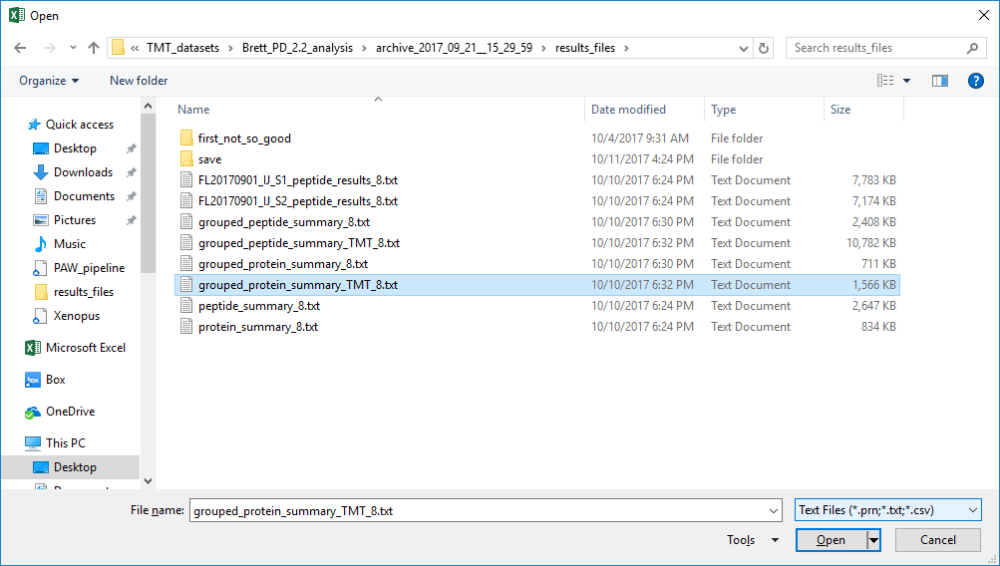 Open
« TMT_datasets > Brett_PD_2.2_analysis > archive_2017_09_21__15_29_59 > results_files >
Search results_files
Organize New folder
Name Date modified Type Size
Quick access
Desktop
Downloads
Documents
Pictures
Music
PAW_pipeline
results_files
Xenopus
Microsoft Excel
Box
OneDrive
This PC
Desktop
first_not_so_good 10/4/2017 9:31 AM File folder
save 10/11/2017 4:24 PM File folder
FL20170901_IJ_S1_peptide_results_8.txt 10/10/2017 6:24 PM Text Document 7,783 KB
FL20170901_IJ_S2_peptide_results_8.txt 10/10/2017 6:24 PM Text Document 7,174 KB
grouped_peptide_summary_8.txt 10/10/2017 6:30 PM Text Document 2,408 KB
grouped_peptide_summary_TMT_8.txt 10/10/2017 6:32 PM Text Document 10,782 KB
grouped_protein_summary_8.txt 10/10/2017 6:30 PM Text Document 711 KB
grouped_protein_summary_TMT_8.txt 10/10/2017 6:32 PM Text Document 1,566 KB
peptide_summary_8.txt 10/10/2017 6:24 PM Text Document 2,647 KB
protein_summary_8.txt 10/10/2017 6:24 PM Text Document 834 KB
File name: grouped_protein_summary_TMT_8.txt Text Files (*.prn;*.txt;*.csv)
Tools Open Cancel